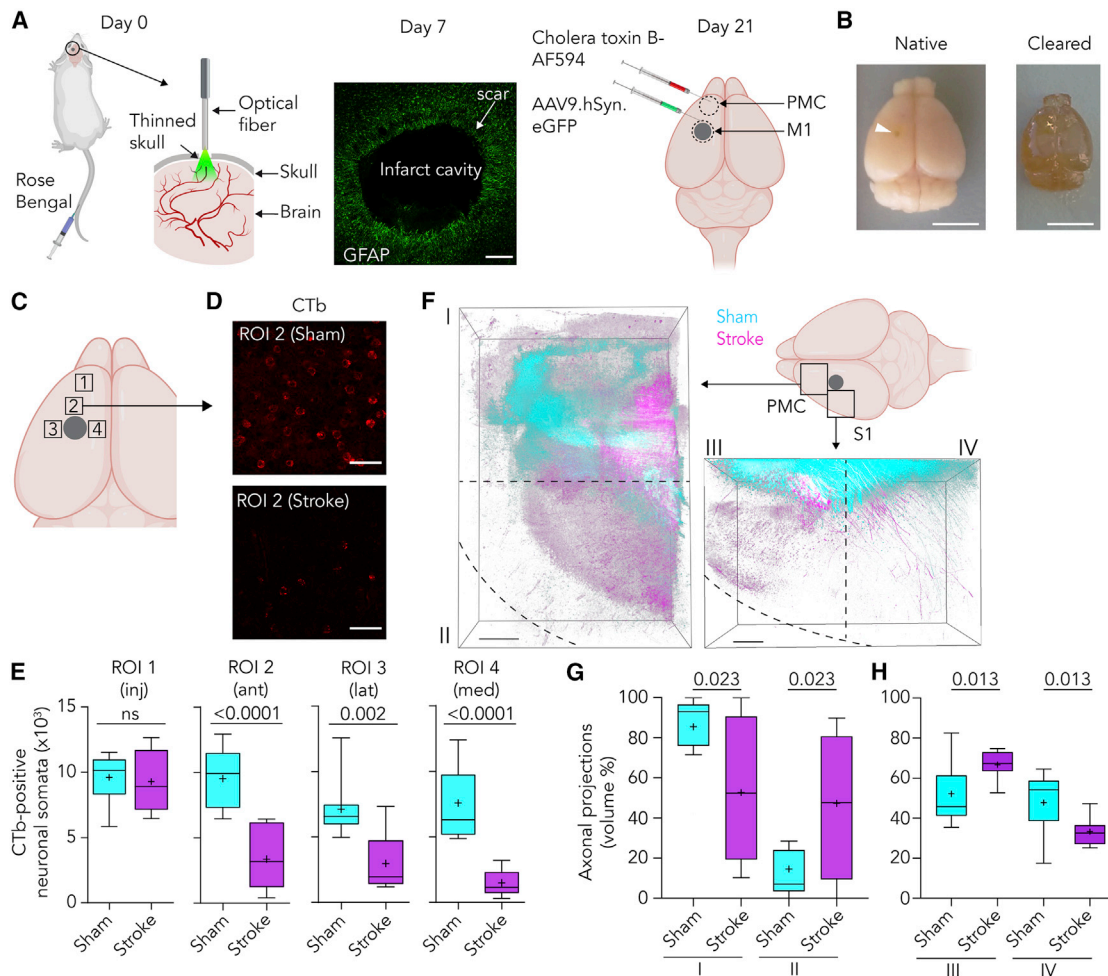 A
Day 0
Thinned
skull
Optical
fiber
Skull
Brain
Rose
Bengal
Day 7
scar
Infarct cavity
GFAP
Cholera toxin B-
AF594
AAV9.hSyn.
eGFP
Day 21
PMC
M1
B
Native
Cleared
C
1
2
3
4
D
CTb
ROI 2 (Sham)
ROI 2 (Stroke)
F
I
II
Sham
Stroke
PMC
S1
III
IV
E
ROI 1
(inj)
ROI 2
(ant)
ROI 3
(lat)
ROI 4
(med)
ns
<0.0001
0.002
<0.0001
CTb-positive
neuronal somata (x10³)
15
10
5
0
Sham
Stroke
Sham
Stroke
Sham
Stroke
Sham
Stroke
G
0.023
0.023
Axonal projections
(volume %)
100
80
60
40
20
0
Sham
Stroke
Sham
Stroke
I
II
H
0.013
0.013
100
80
60
40
20
0
Sham
Stroke
Sham
Stroke
III
IV